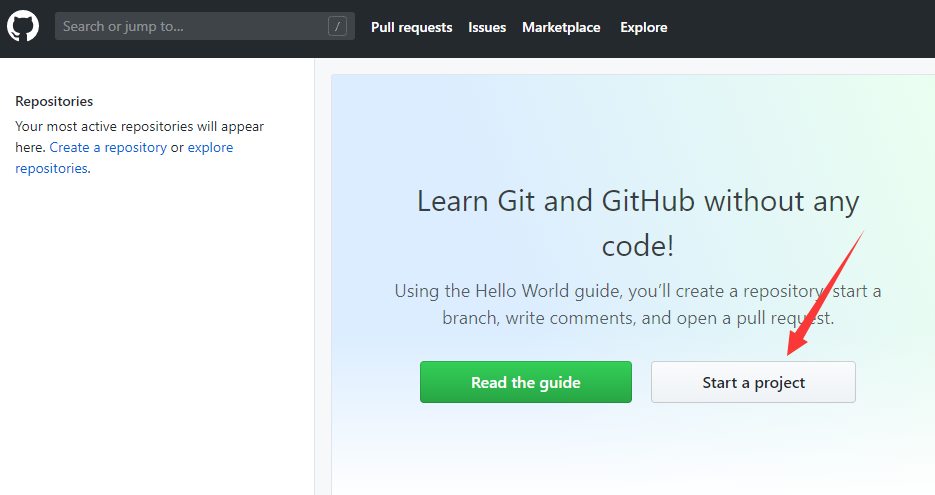 Search or jump to... /
Pull requests Issues Marketplace Explore
Repositories
Your most active repositories will appear
here. Create a repository or explore
repositories.
Learn Git and GitHub without any
code!
Using the Hello World guide, you’ll create a repository, start a
branch, write comments, and open a pull request.
Read the guide
Start a project